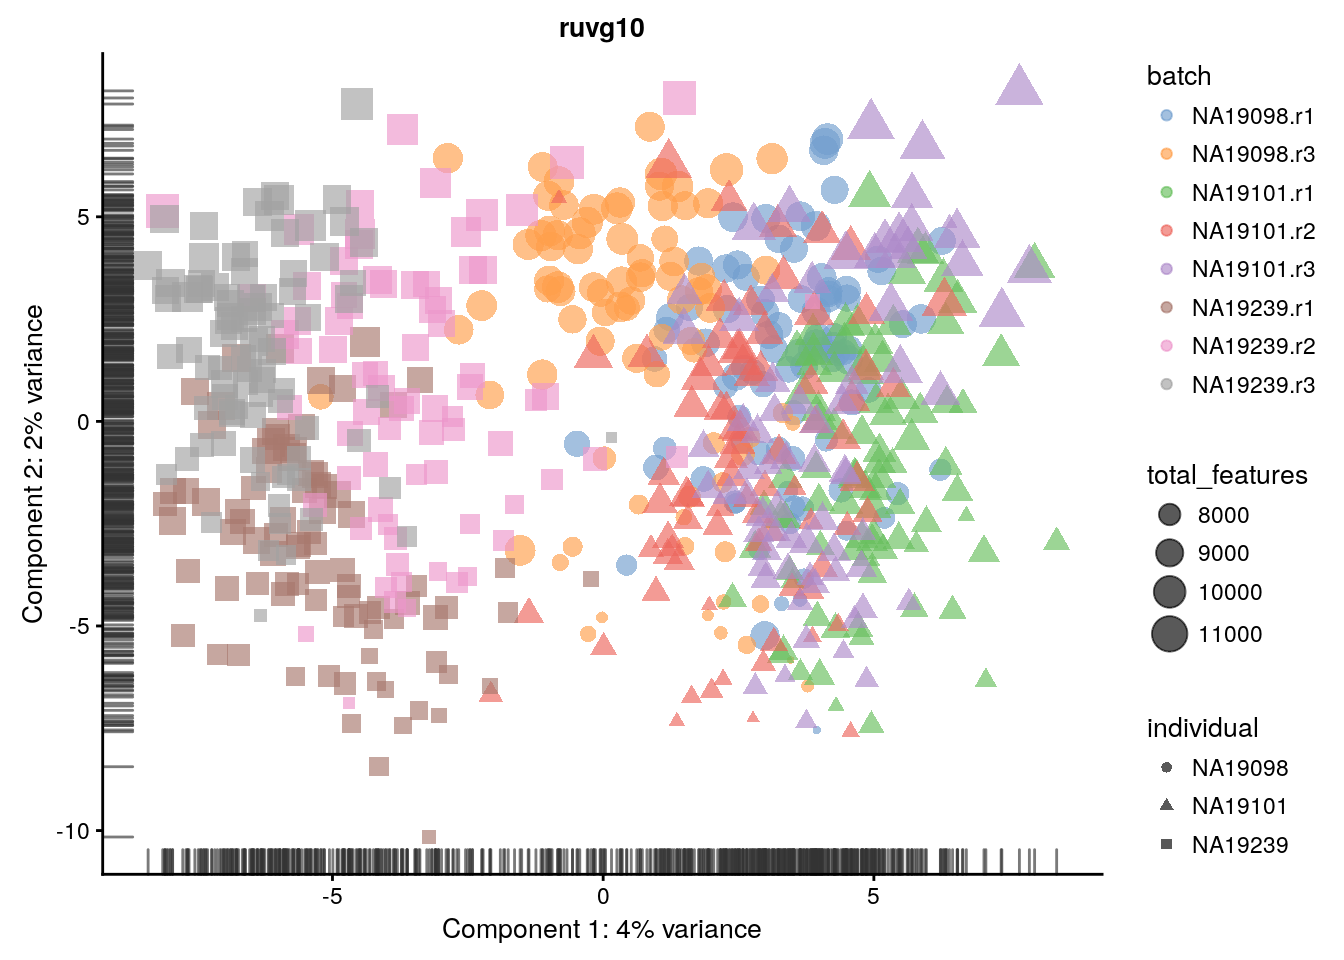 ruvg10
batch
NA19098.r1
NA19098.r3
NA19101.r1
NA19101.r2
NA19101.r3
NA19239.r1
NA19239.r2
NA19239.r3
total_features
8000
9000
10000
11000
individual
NA19098
NA19101
NA19239
Component 2: 2% variance
5
0
-5
-10
-5
0
5
Component 1: 4% variance